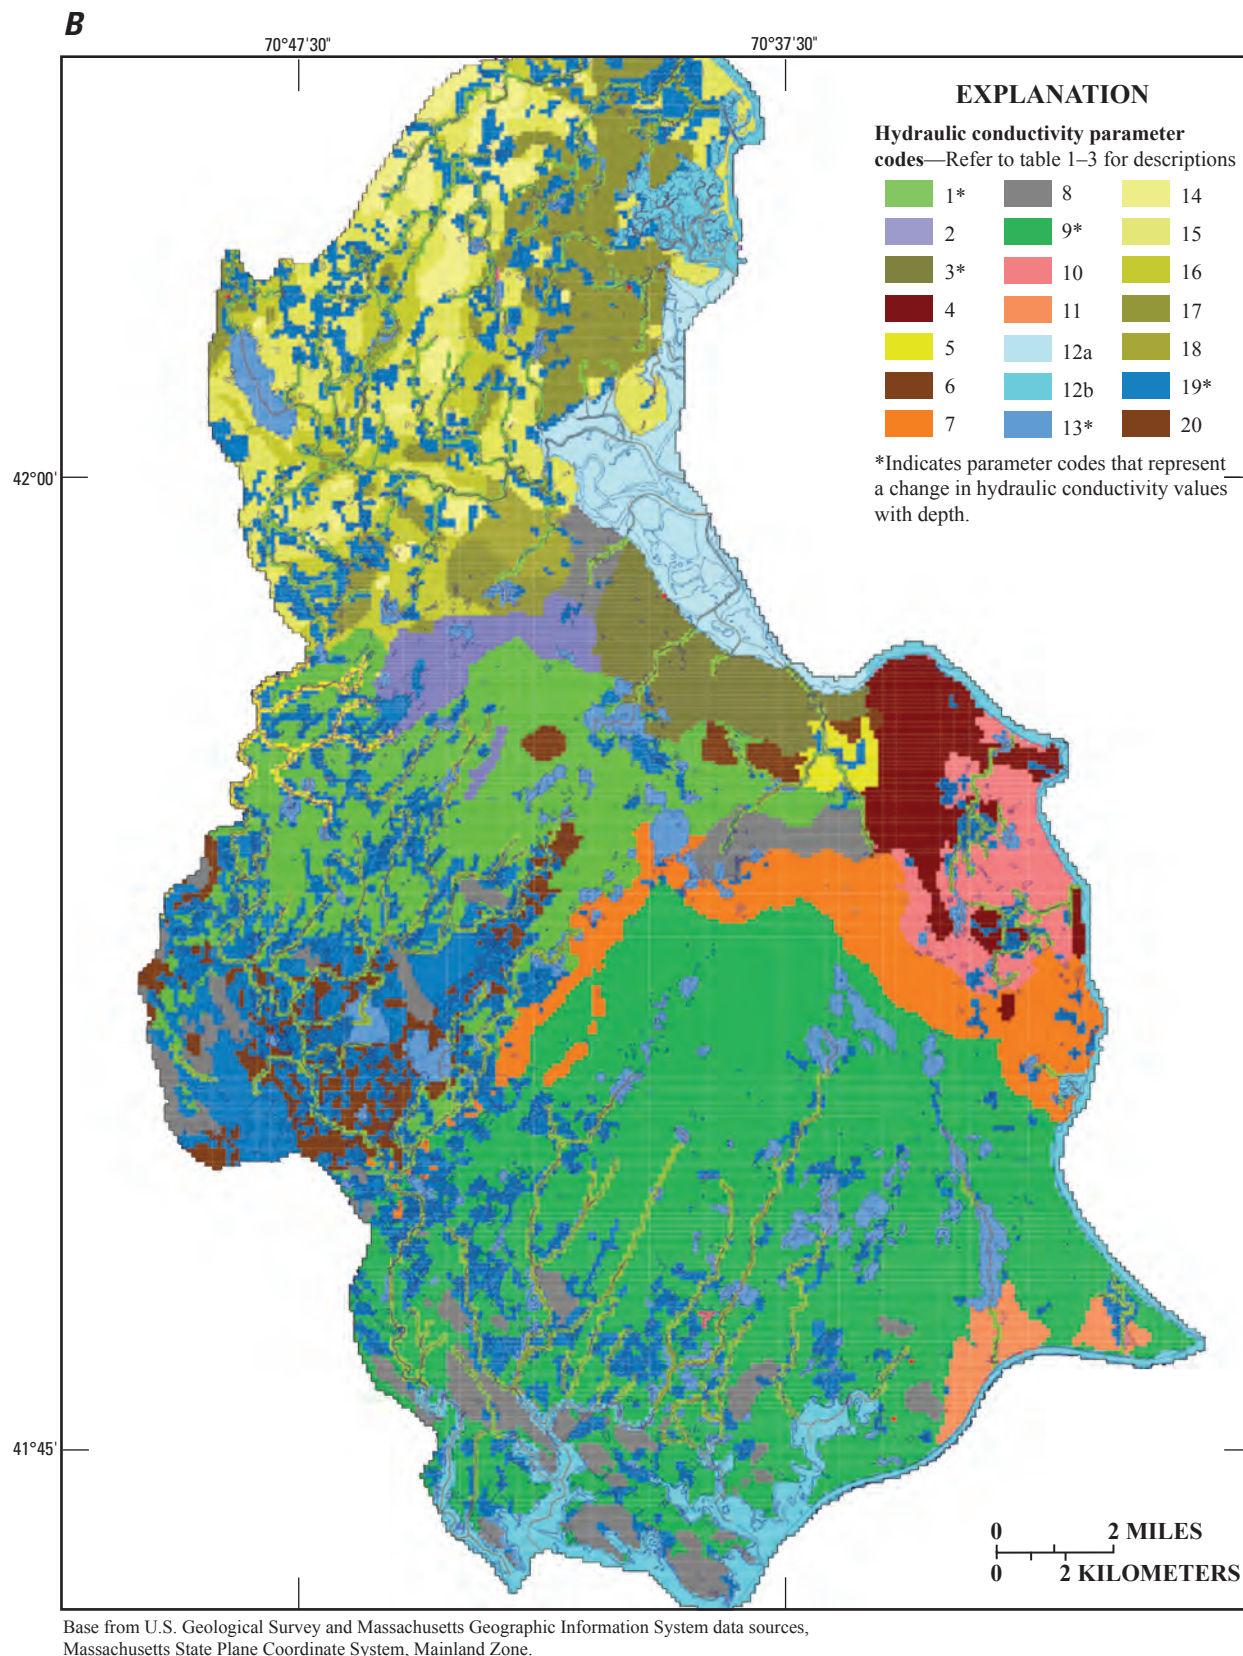 B
70°47'30"
70°37'30"
EXPLANATION
Hydraulic conductivity parameter
codes—Refer to table 1–3 for descriptions
1* 8 14
2 9* 15
3* 10 16
4 11 17
5 12a 18
6 12b 19*
7 13* 20
*Indicates parameter codes that represent
a change in hydraulic conductivity values
with depth.
42°00'
41°45'
0 2 MILES
0 2 KILOMETERS
Base from U.S. Geological Survey and Massachusetts Geographic Information System data sources,
Massachusetts State Plane Coordinate System, Mainland Zone.